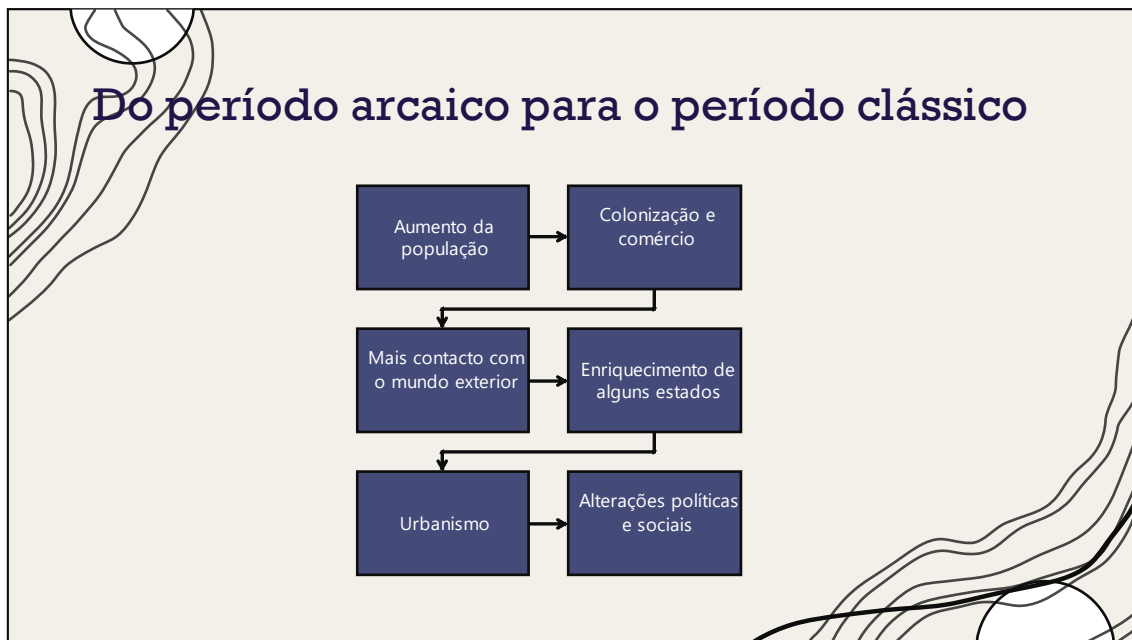 Do período arcaico para o período clássico
Aumento da
população
Colonização e
comércio
Mais contacto com
o mundo exterior
Enriquecimento de
alguns estados
Urbanismo
Alterações políticas
e sociais